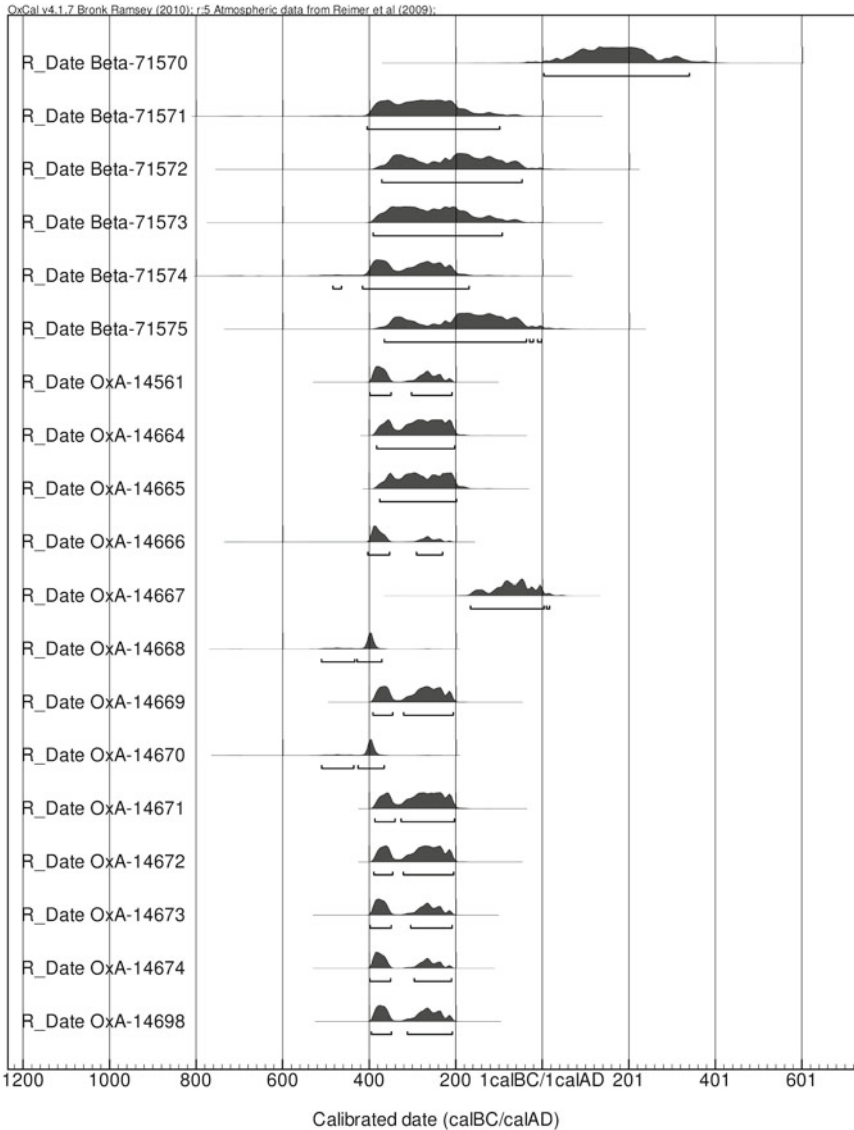 OxCal v4.1.7 Bronk Ramsey (2010); r:5 Atmospheric data from Reimer et al (2009);
R_Date Beta-71570
R_Date Beta-71571
R_Date Beta-71572
R_Date Beta-71573
R_Date Beta-71574
R_Date Beta-71575
R_Date OxA-14561
R_Date OxA-14664
R_Date OxA-14665
R_Date OxA-14666
R_Date OxA-14667
R_Date OxA-14668
R_Date OxA-14669
R_Date OxA-14670
R_Date OxA-14671
R_Date OxA-14672
R_Date OxA-14673
R_Date OxA-14674
R_Date OxA-14698
1200 1000 800 600 400 200 1calBC/1calAD 201 401 601
Calibrated date (calBC/calAD)